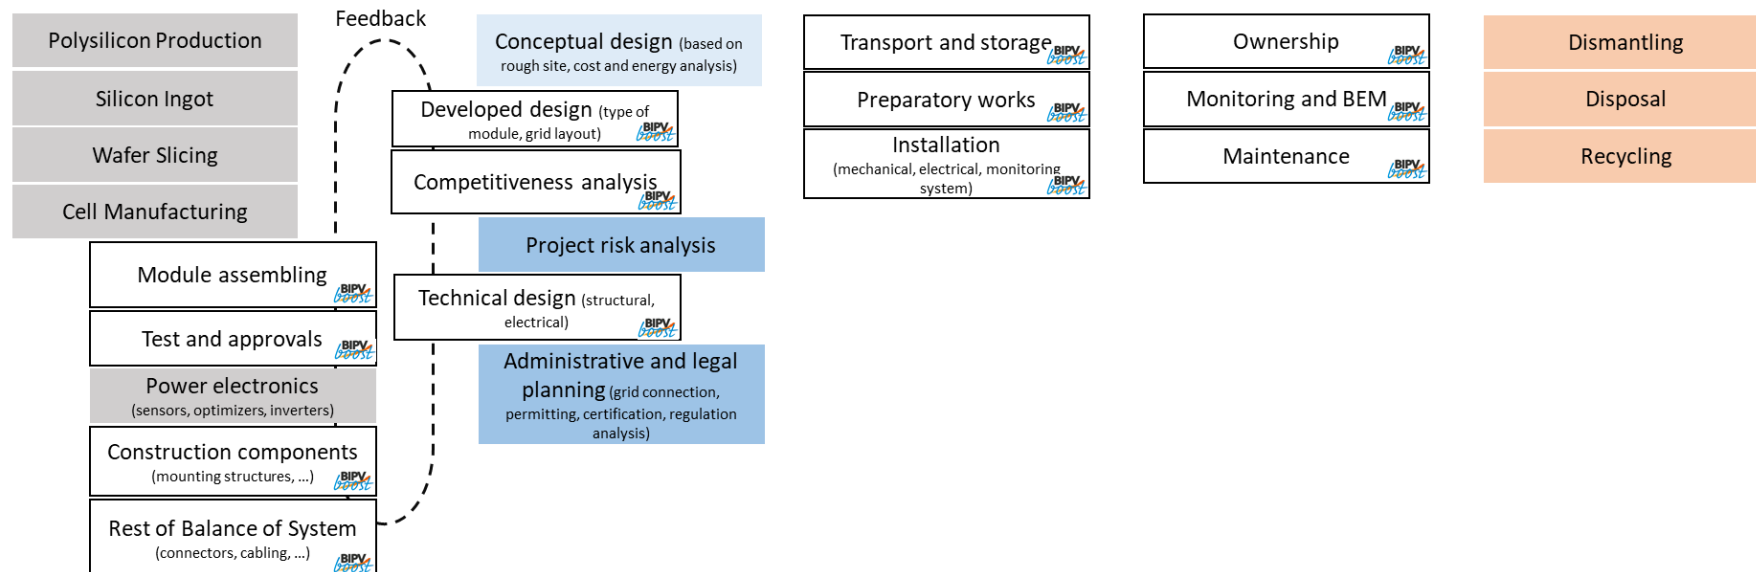 Polysilicon Production
Silicon Ingot
Wafer Slicing
Cell Manufacturing
Module assembling
BIPV
boost
Test and approvals
BIPV
boost
Power electronics
(sensors, optimizers, inverters)
Construction components
(mounting structures, ...)
BIPV
boost
Rest of Balance of System
(connectors, cabling, ...)
BIPV
boost
Feedback
Conceptual design (based on
rough site, cost and energy analysis)
Developed design (type of
module, grid layout)
BIPV
boost
Competitiveness analysis
BIPV
boost
Project risk analysis
Technical design (structural,
electrical)
BIPV
boost
Administrative and legal
planning (grid connection,
permitting, certification, regulation
analysis)
Transport and storage
BIPV
boost
Preparatory works
BIPV
boost
Installation
(mechanical, electrical, monitoring
system)
BIPV
boost
Ownership
BIPV
boost
Monitoring and BEM
BIPV
boost
Maintenance
BIPV
boost
Dismantling
Disposal
Recycling